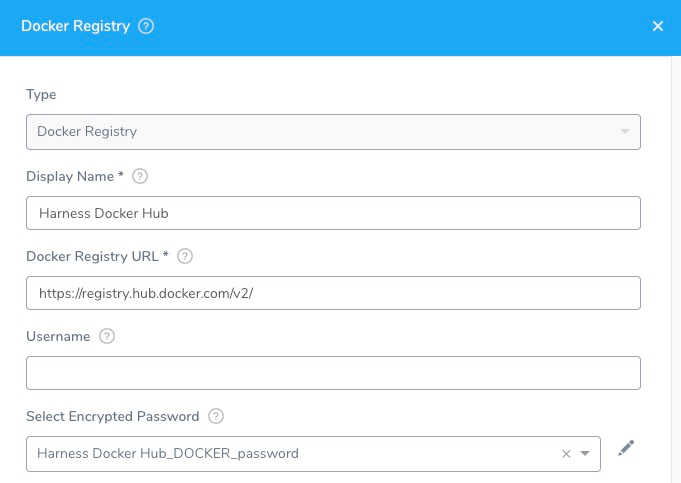 Docker Registry ?
Type
Docker Registry
Display Name * ?
Harness Docker Hub
Docker Registry URL * ?
https://registry.hub.docker.com/v2/
Username ?
Select Encrypted Password ?
Harness Docker Hub_DOCKER_password